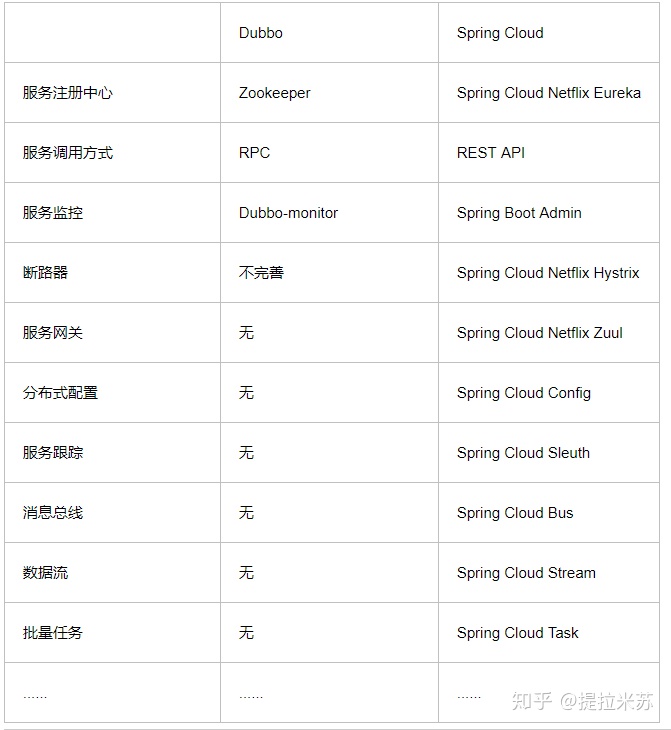 Dubbo Spring Cloud
服务注册中心 Zookeeper Spring Cloud Netflix Eureka
服务调用方式 RPC REST API
服务监控 Dubbo-monitor Spring Boot Admin
断路器 不完善 Spring Cloud Netflix Hystrix
服务网关 无 Spring Cloud Netflix Zuul
分布式配置 无 Spring Cloud Config
服务跟踪 无 Spring Cloud Sleuth
消息总线 无 Spring Cloud Bus
数据流 无 Spring Cloud Stream
批量任务 无 Spring Cloud Task
…… …… ……
知乎 @提拉米苏